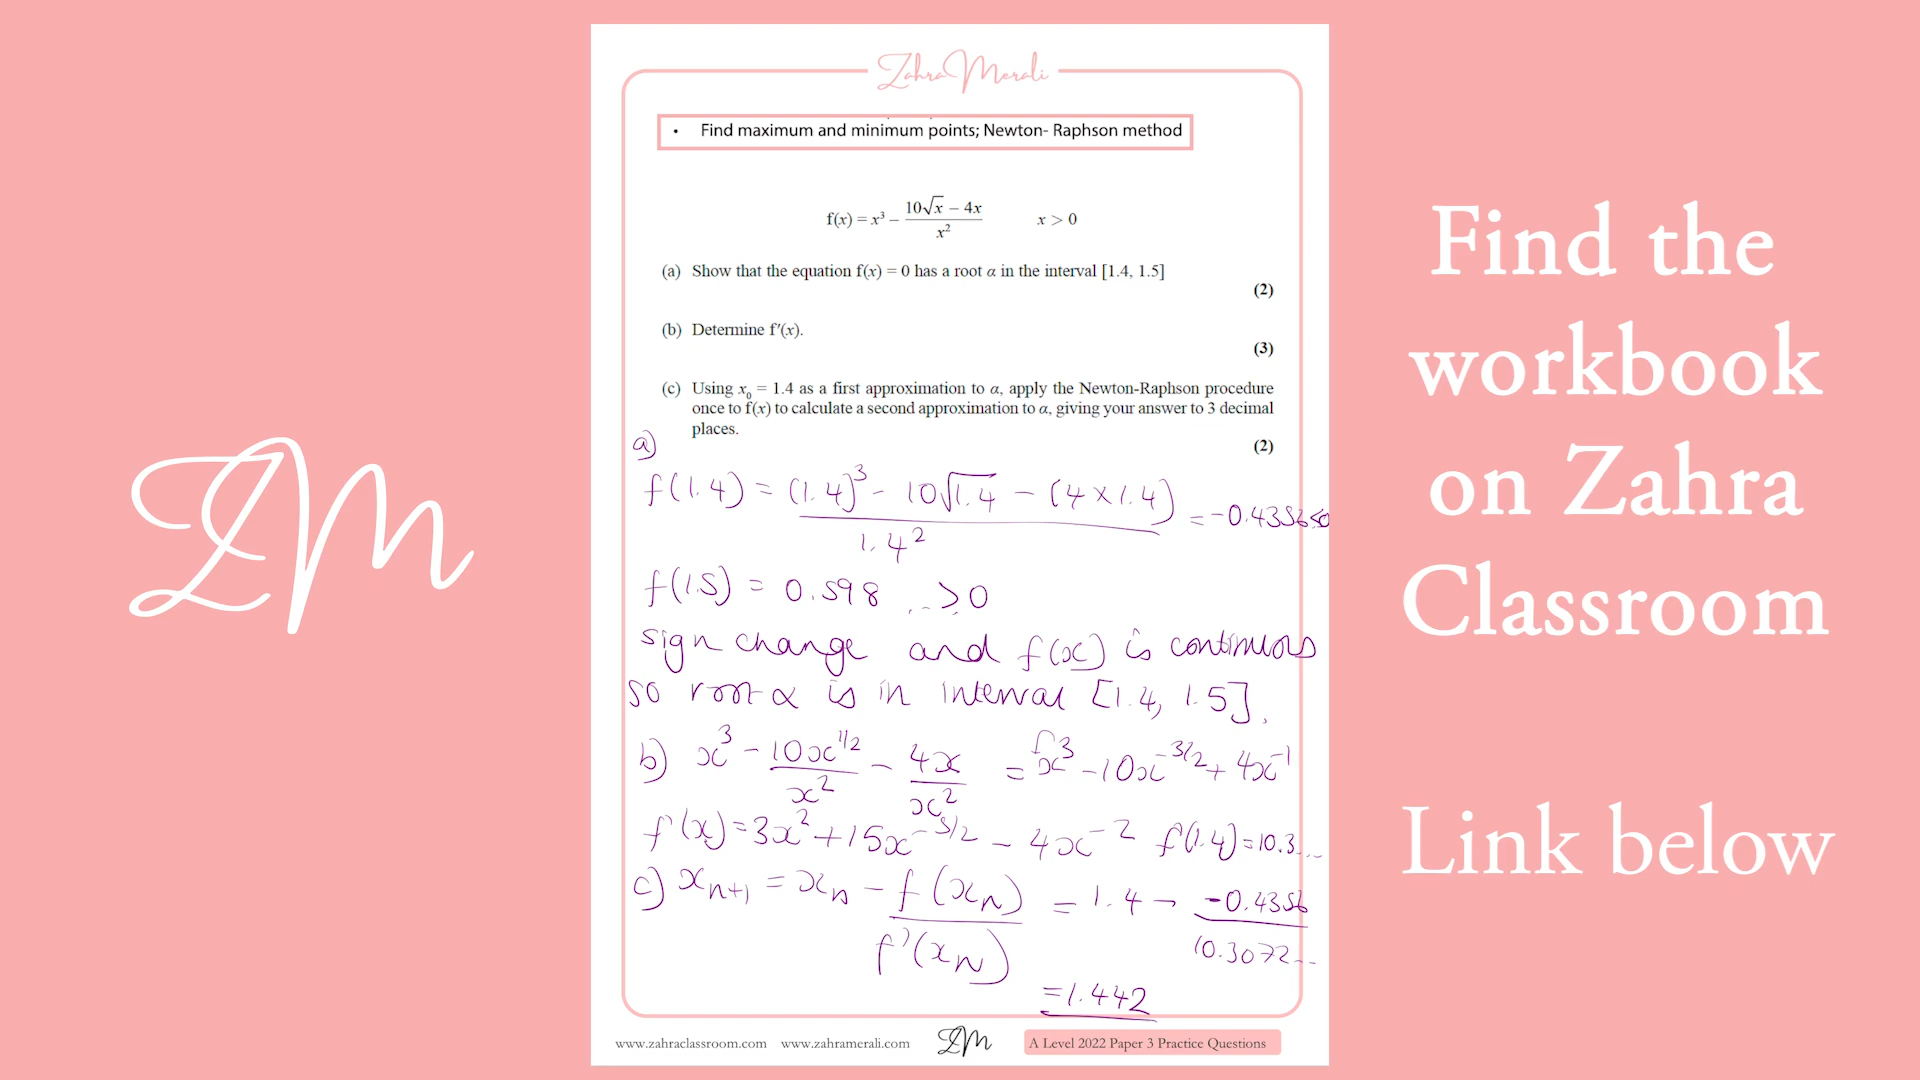 Zahra Merali
• Find maximum and minimum points; Newton- Raphson method
f(x) = x³ − (10√x − 4x)/x²    x > 0
(a) Show that the equation f(x) = 0 has a root α in the interval [1.4, 1.5]
(2)
(b) Determine f′(x).
(3)
(c) Using x₀ = 1.4 as a first approximation to α, apply the Newton-Raphson procedure
once to f(x) to calculate a second approximation to α, giving your answer to 3 decimal
places.
(2)
a)
f(1.4) = (1.4)³ - 10√1.4 - (4×1.4) / 1.4² = -0.435650
f(1.5) = 0.598 ... >0
sign change and f(x) is continuous
so root α is in interval [1.4, 1.5].
b) x³ - 10x^1/2 / x² - 4x / x² = x³ - 10x^-3/2 + 4x^-1
f'(x) = 3x² + 15x^-5/2 - 4x^-2 f'(1.4) = 10.3...
c) xₙ₊₁ = xₙ - f(xₙ) / f'(xₙ) = 1.4 - -0.4356 / 10.3072...
= 1.442
www.zahraclassroom.com www.zahramerali.com ZM A Level 2022 Paper 3 Practice Questions
ZM
Find the
workbook
on Zahra
Classroom
Link below